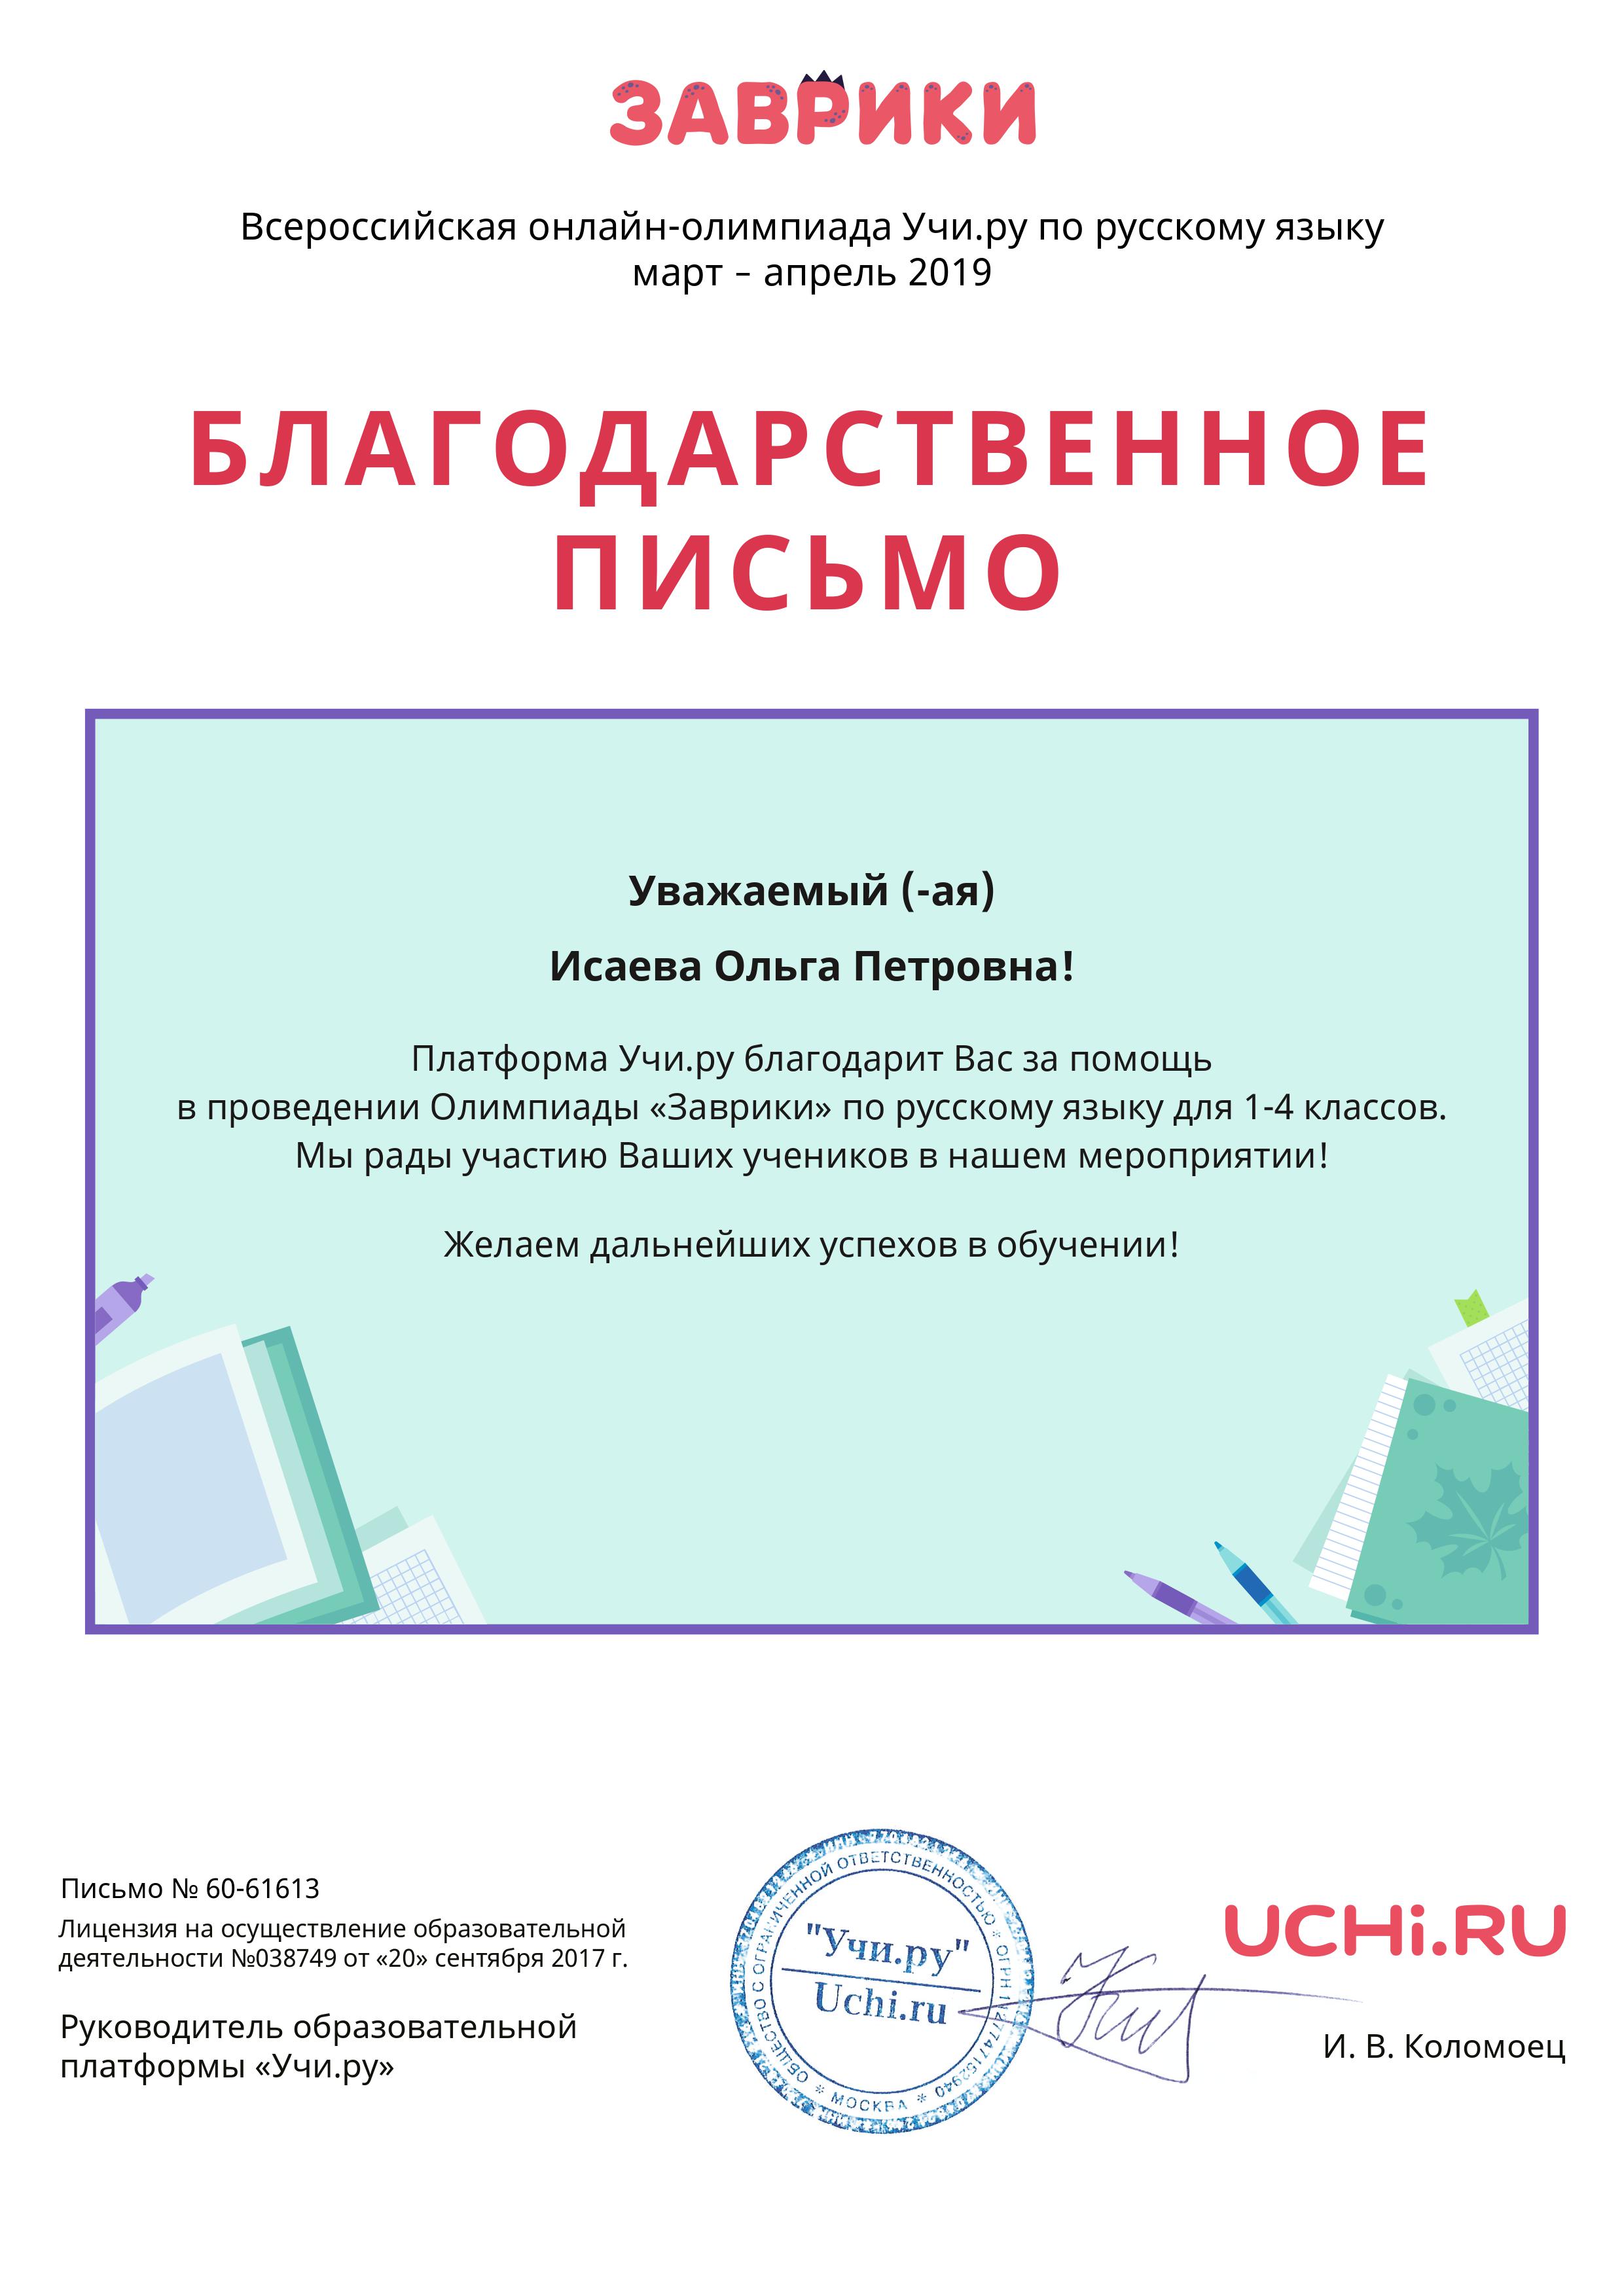 ЗАВРИКИ
Всероссийская онлайн-олимпиада Учи.ру по русскому языку
март – апрель 2019
БЛАГОДАРСТВЕННОЕ
ПИСЬМО
Уважаемый (-ая)
Исаева Ольга Петровна!
Платформа Учи.ру благодарит Вас за помощь
в проведении Олимпиады «Заврики» по русскому языку для 1-4 классов.
Мы рады участию Ваших учеников в нашем мероприятии!
Желаем дальнейших успехов в обучении!
Письмо № 60-61613
Лицензия на осуществление образовательной
деятельности №038749 от «20» сентября 2017 г.
Руководитель образовательной
платформы «Учи.ру»
ОБЩЕСТВО С ОГРАНИЧЕННОЙ ОТВЕТСТВЕННОСТЬЮ * ОГРН
* МОСКВА *
"Учи.ру"
Uchi.ru
UCHi.RU
И. В. Коломоец